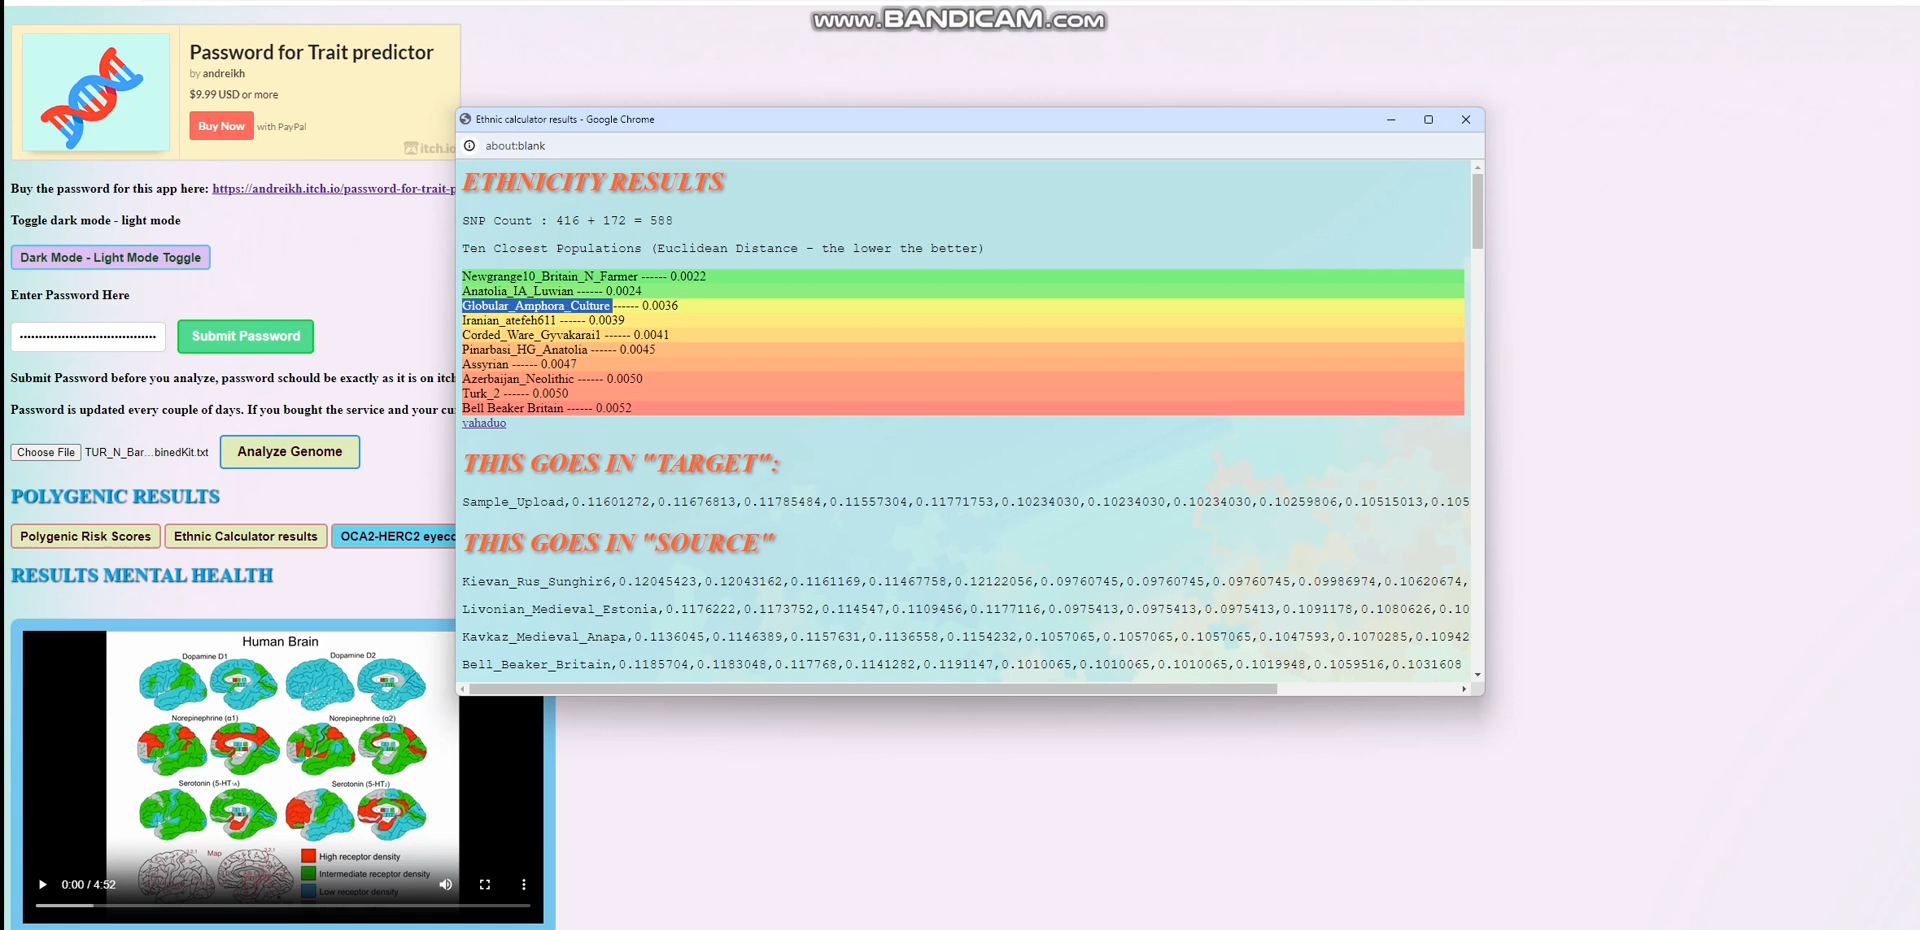 www.BANDICAM.com
Password for Trait predictor
by andreikh
$9.99 USD or more
Buy Now with PayPal
itch.io
Buy the password for this app here: https://andreikh.itch.io/password-for-trait-p
Toggle dark mode - light mode
Dark Mode - Light Mode Toggle
Enter Password Here
Submit Password
Submit Password before you analyze, password schould be exactly as it is on itch
Password is updated every couple of days. If you bought the service and your cu
Choose File TUR_N_Bar...binedKit.txt Analyze Genome
POLYGENIC RESULTS
Polygenic Risk Scores Ethnic Calculator results OCA2-HERC2 eyeco
RESULTS MENTAL HEALTH
Human Brain
Dopamine D1 Dopamine D2
Norepinephrine (α1) Norepinephrine (α2)
Serotonin (5-HT1A) Serotonin (5-HT2)
Map
High receptor density
Intermediate receptor density
Low receptor density
0:00 / 4:52
Ethnic calculator results - Google Chrome
about:blank
ETHNICITY RESULTS
SNP Count : 416 + 172 = 588
Ten Closest Populations (Euclidean Distance - the lower the better)
Newgrange10_Britain_N_Farmer ------ 0.0022
Anatolia_IA_Luwian ------ 0.0024
Globular_Amphora_Culture ------ 0.0036
Iranian_atefeh611 ------ 0.0039
Corded_Ware_Gyvakarai1 ------ 0.0041
Pinarbasi_HG_Anatolia ------ 0.0045
Assyrian ------ 0.0047
Azerbaijan_Neolithic ------ 0.0050
Turk_2 ------ 0.0050
Bell Beaker Britain ------ 0.0052
vahaduo
THIS GOES IN "TARGET":
Sample_Upload,0.11601272,0.11676813,0.11785484,0.11557304,0.11771753,0.10234030,0.10234030,0.10234030,0.10259806,0.10515013,0.105
THIS GOES IN "SOURCE"
Kievan_Rus_Sunghir6,0.12045423,0.12043162,0.1161169,0.11467758,0.12122056,0.09760745,0.09760745,0.09760745,0.09986974,0.10620674,
Livonian_Medieval_Estonia,0.1176222,0.1173752,0.114547,0.1109456,0.1177116,0.0975413,0.0975413,0.0975413,0.1091178,0.1080626,0.10
Kavkaz_Medieval_Anapa,0.1136045,0.1146389,0.1157631,0.1136558,0.1154232,0.1057065,0.1057065,0.1057065,0.1047593,0.1070285,0.10942
Bell_Beaker_Britain,0.1185704,0.1183048,0.117768,0.1141282,0.1191147,0.1010065,0.1010065,0.1010065,0.1019948,0.1059516,0.1031608